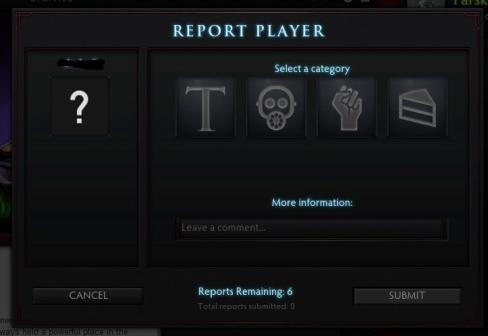 REPORT PLAYER
Select a category
?
T
More information:
Leave a comment...
CANCEL
Reports Remaining: 6
Total reports submitted: 0
SUBMIT
ways held a powerful place in the